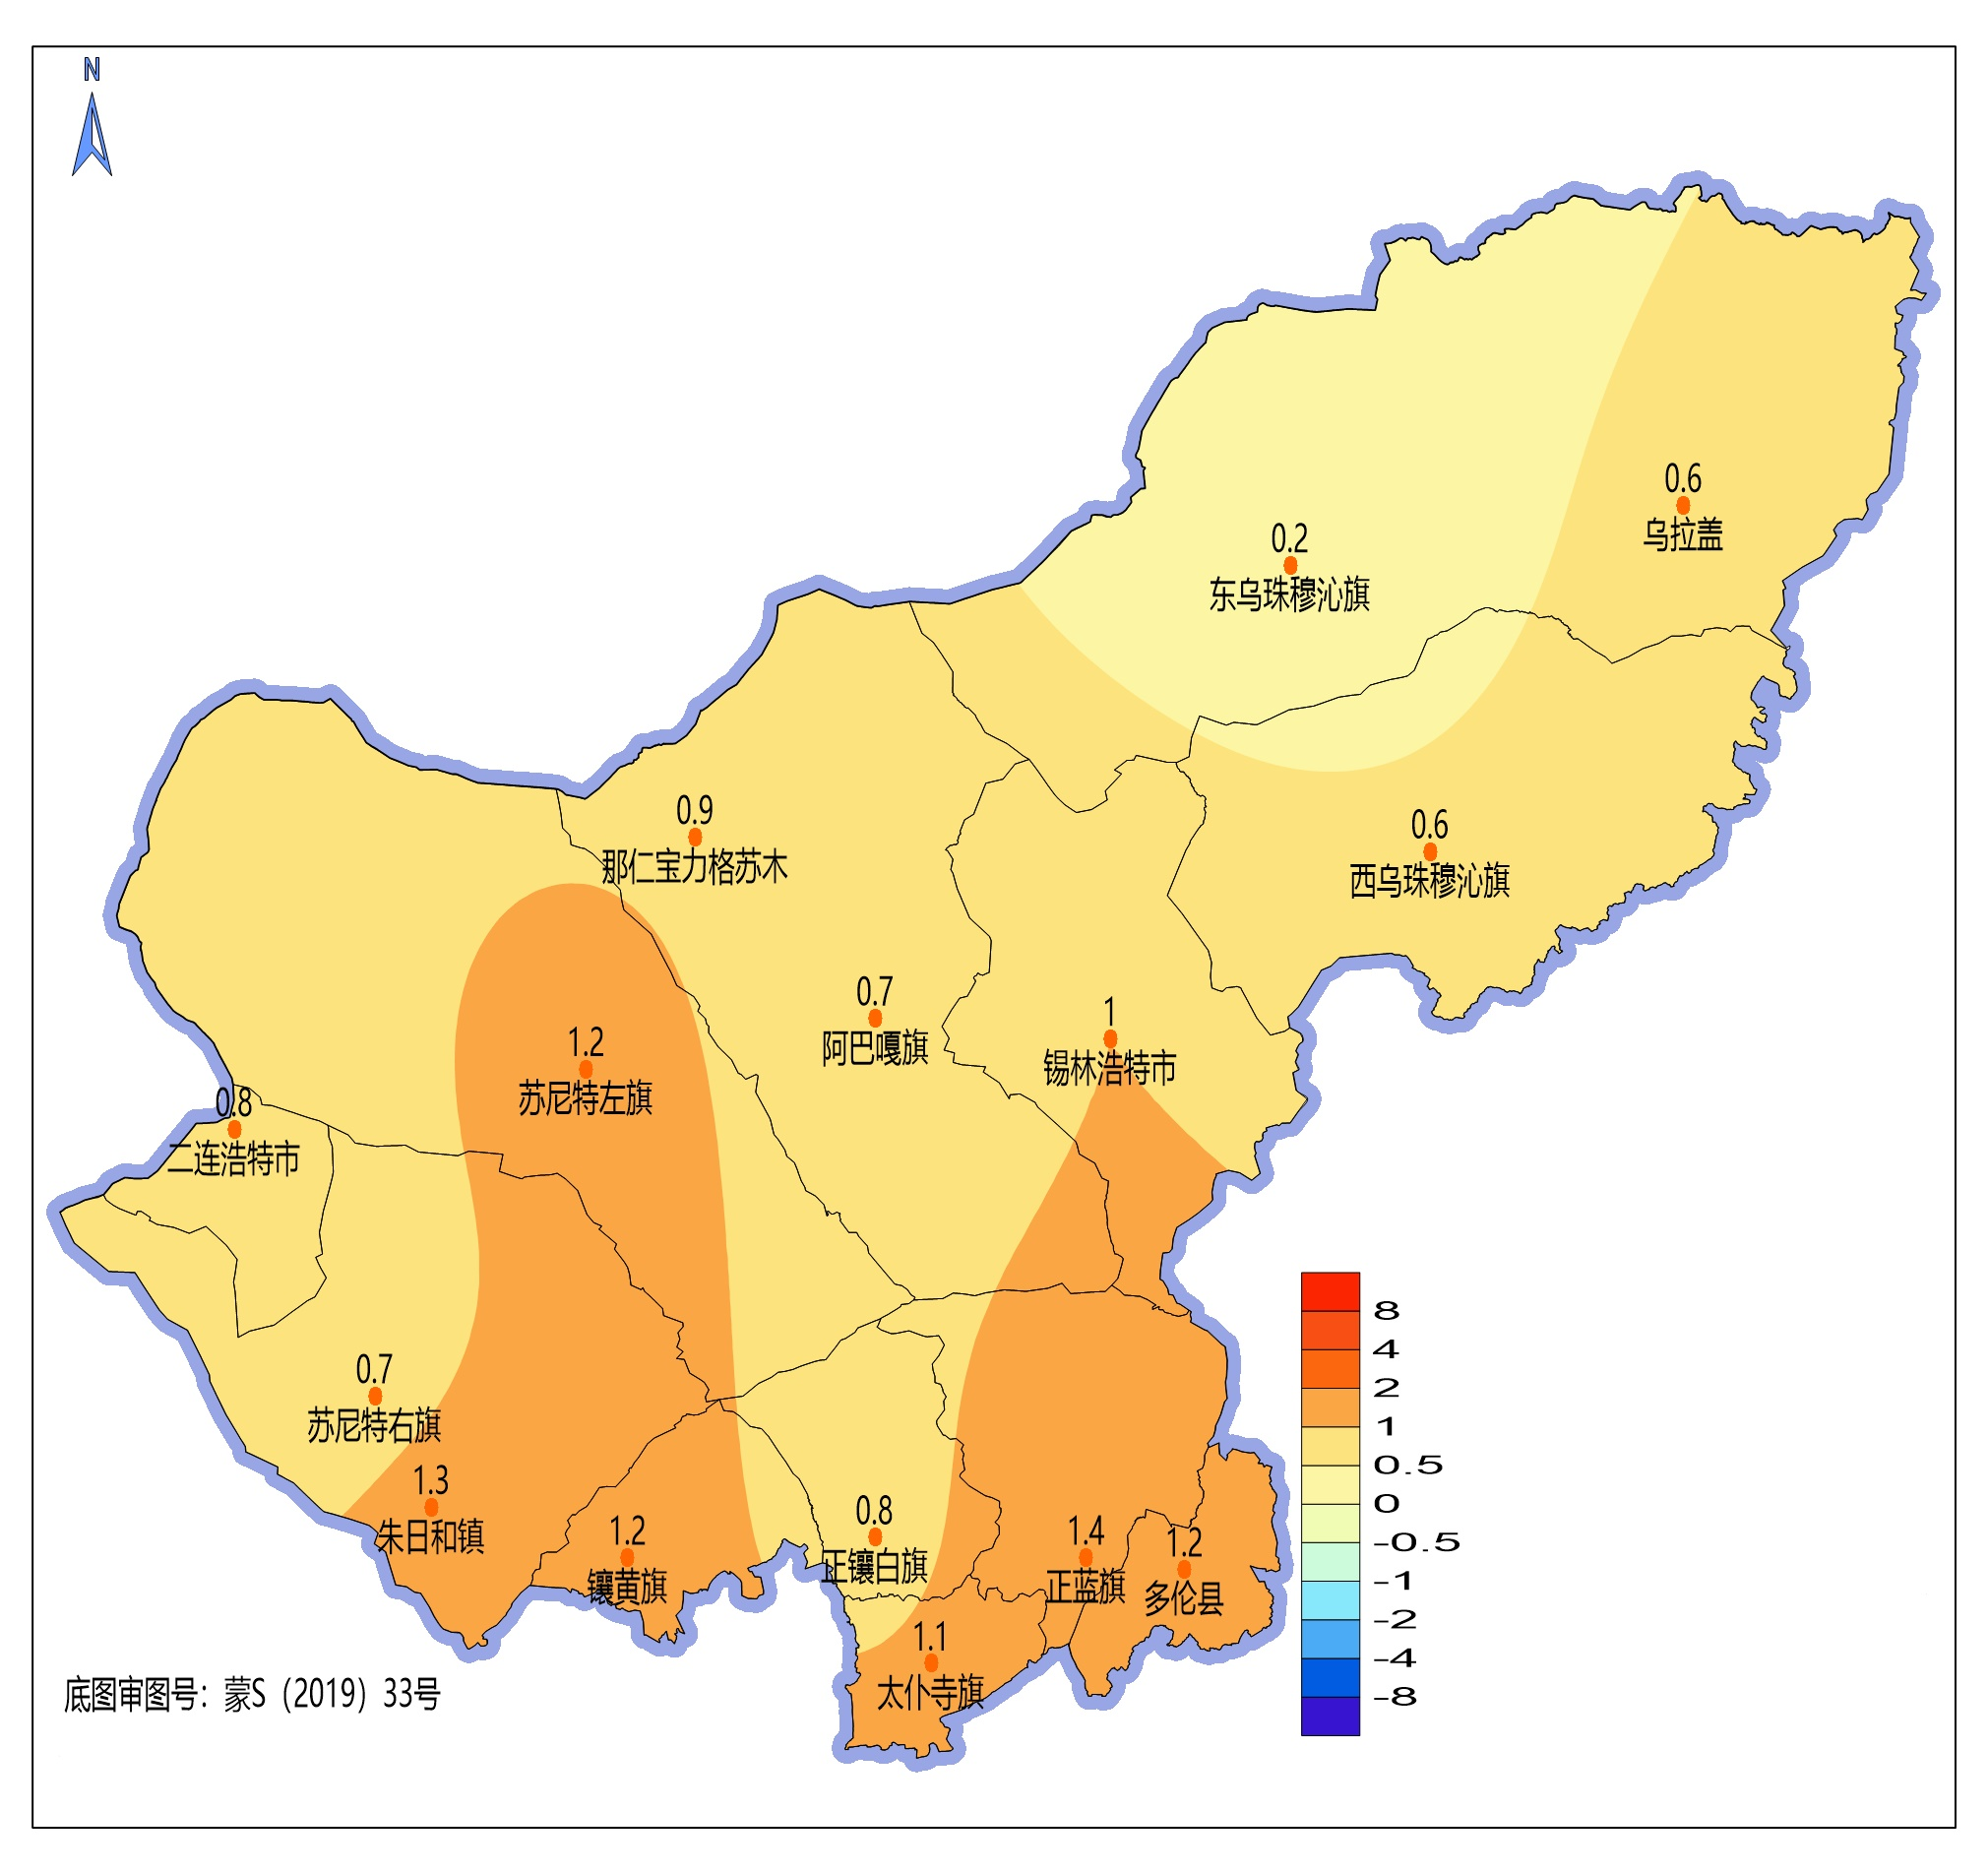 N
0.6
乌拉盖
0.2
东乌珠穆沁旗
0.9
那仁宝力格苏木
0.6
西乌珠穆沁旗
0.7
阿巴嘎旗
1
锡林浩特市
1.2
苏尼特左旗
0.8
二连浩特市
0.7
苏尼特右旗
1.3
朱日和镇
1.2
镶黄旗
0.8
正镶白旗
1.4
正蓝旗
1.2
多伦县
1.1
太仆寺旗
8
4
2
1
0.5
0
-0.5
-1
-2
-4
-8
底图审图号：蒙S（2019）33号